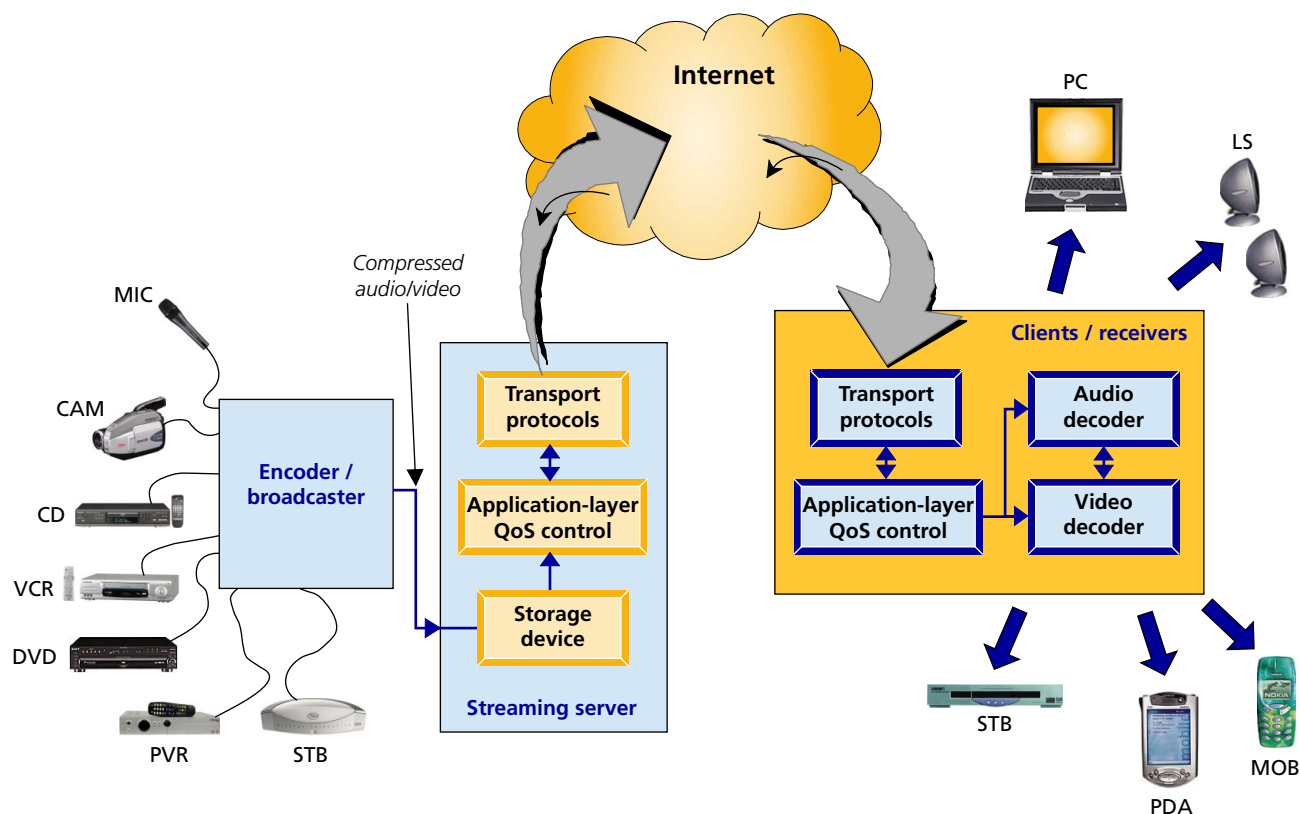 Internet
PC
LS
Compressed
audio/video
MIC
CAM
CD
VCR
DVD
PVR
STB
Encoder /
broadcaster
Transport
protocols
Application-layer
QoS control
Storage
device
Streaming server
Clients / receivers
Transport
protocols
Audio
decoder
Application-layer
QoS control
Video
decoder
STB
PDA
NOKIA
MOB